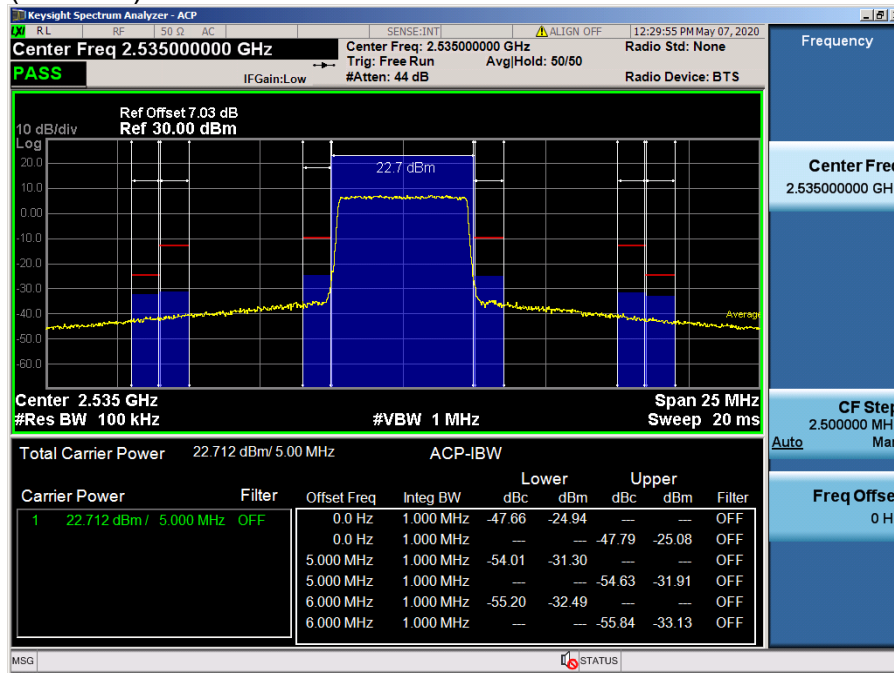 Keysight Spectrum Analyzer - ACP
LXI RL RF 50 Ω AC SENSE:INT ALIGN OFF 12:29:55 PM May 07, 2020
Center Freq 2.535000000 GHz
Center Freq: 2.535000000 GHz Radio Std: None
Trig: Free Run Avg|Hold: 50/50
PASS
IFGain:Low #Atten: 44 dB Radio Device: BTS
Frequency
Ref Offset 7.03 dB
10 dB/div Ref 30.00 dBm
Log
20.0
22.7 dBm
10.0
0.00
-10.0
-20.0
-30.0
-40.0
Average
-50.0
-60.0
Center 2.535 GHz Span 25 MHz
#Res BW 100 kHz #VBW 1 MHz Sweep 20 ms
Center Freq
2.535000000 GH
CF Step
2.500000 MH
Auto Man
Freq Offse
0 H
Total Carrier Power 22.712 dBm/ 5.00 MHz ACP-IBW
Lower Upper
Carrier Power Filter Offset Freq Integ BW dBc dBm dBc dBm Filter
1 22.712 dBm / 5.000 MHz OFF 0.0 Hz 1.000 MHz -47.66 -24.94 --- --- OFF
0.0 Hz 1.000 MHz --- --- -47.79 -25.08 OFF
5.000 MHz 1.000 MHz -54.01 -31.30 --- --- OFF
5.000 MHz 1.000 MHz --- --- -54.63 -31.91 OFF
6.000 MHz 1.000 MHz -55.20 -32.49 --- --- OFF
6.000 MHz 1.000 MHz --- --- -55.84 -33.13 OFF
MSG STATUS